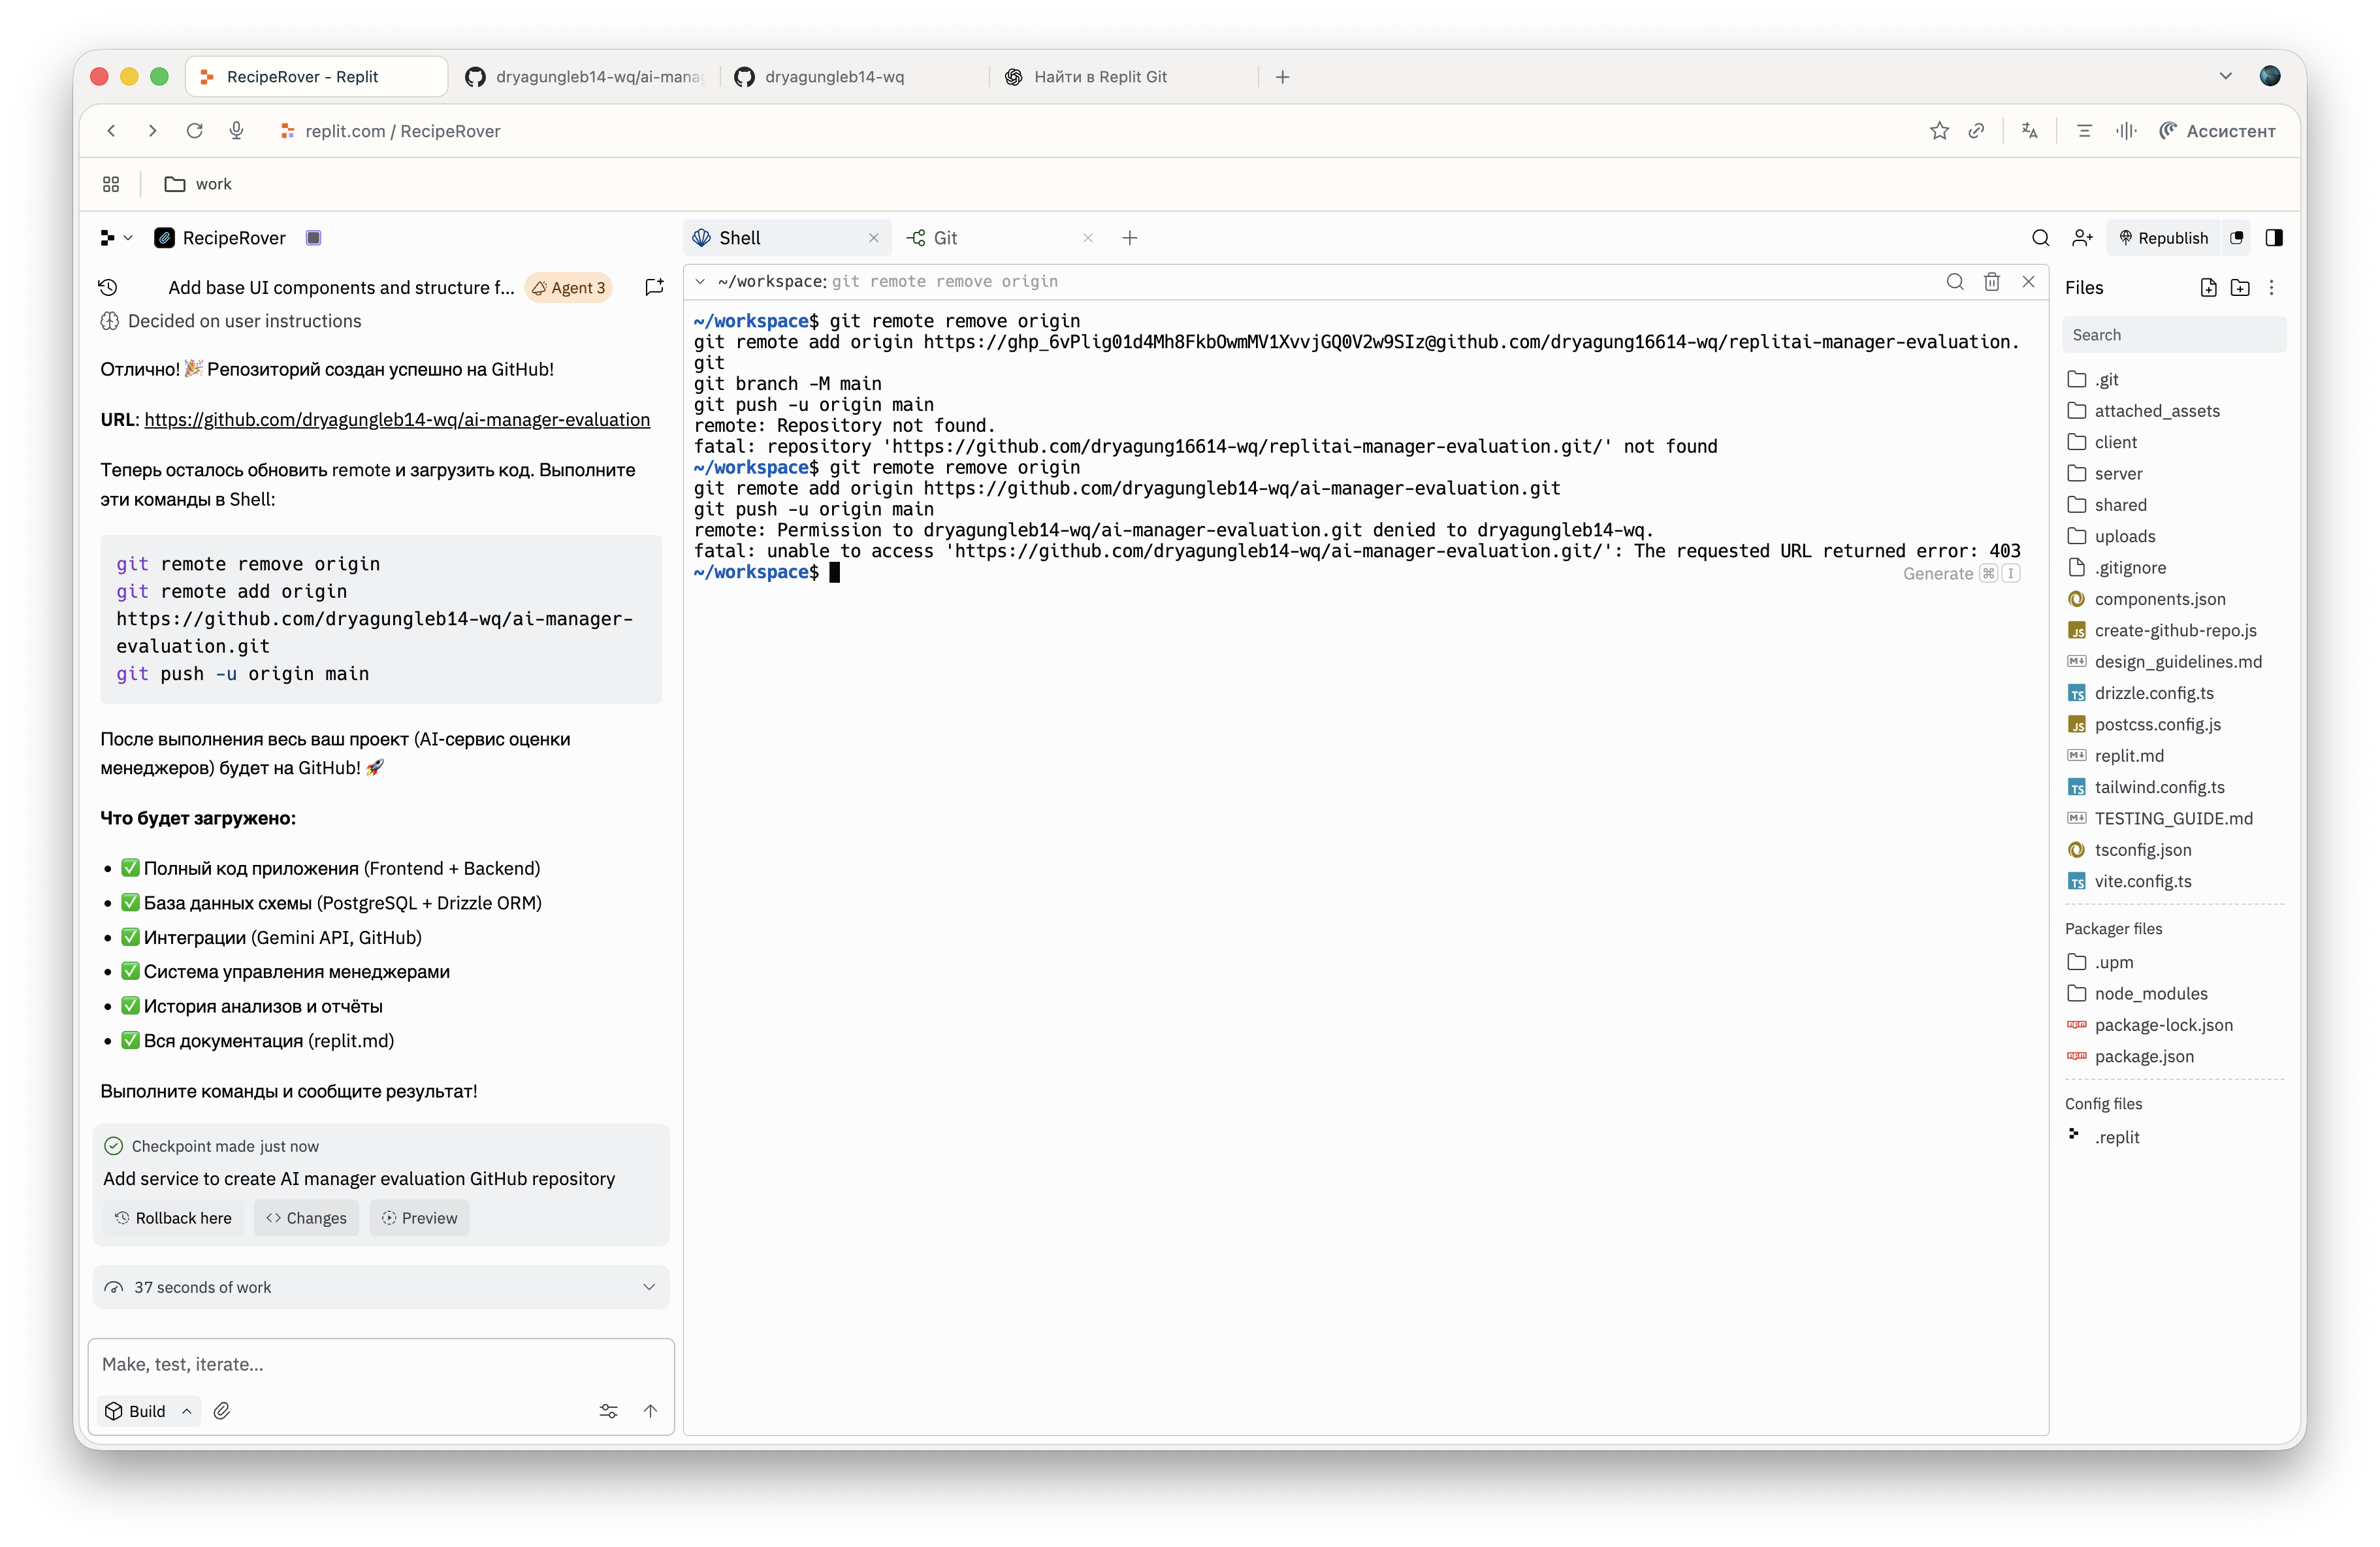 RecipeRover - Replit
dryagungleb14-wq/ai-mana
dryagungleb14-wq
Найти в Replit Git
replit.com / RecipeRover
Ассистент
work
RecipeRover
Shell
Git
Republish
Add base UI components and structure f...
Agent 3
Decided on user instructions
Отлично! 🎉 Репозиторий создан успешно на GitHub!
URL: https://github.com/dryagungleb14-wq/ai-manager-evaluation
Теперь осталось обновить remote и загрузить код. Выполните
эти команды в Shell:
git remote remove origin
git remote add origin
https://github.com/dryagungleb14-wq/ai-manager-
evaluation.git
git push -u origin main
После выполнения весь ваш проект (AI-сервис оценки
менеджеров) будет на GitHub! 🚀
Что будет загружено:
• ✅ Полный код приложения (Frontend + Backend)
• ✅ База данных схемы (PostgreSQL + Drizzle ORM)
• ✅ Интеграции (Gemini API, GitHub)
• ✅ Система управления менеджерами
• ✅ История анализов и отчёты
• ✅ Вся документация (replit.md)
Выполните команды и сообщите результат!
Checkpoint made just now
Add service to create AI manager evaluation GitHub repository
Rollback here
Changes
Preview
37 seconds of work
Make, test, iterate...
Build
~/workspace: git remote remove origin
~/workspace$ git remote remove origin
git remote add origin https://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@github.com/dryagung16614-wq/replitai-manager-evaluation.
git
git branch -M main
git push -u origin main
remote: Repository not found.
fatal: repository 'https://github.com/dryagung16614-wq/replitai-manager-evaluation.git/' not found
~/workspace$ git remote remove origin
git remote add origin https://github.com/dryagungleb14-wq/ai-manager-evaluation.git
git push -u origin main
remote: Permission to dryagungleb14-wq/ai-manager-evaluation.git denied to dryagungleb14-wq.
fatal: unable to access 'https://github.com/dryagungleb14-wq/ai-manager-evaluation.git/': The requested URL returned error: 403
~/workspace$
Generate ⌘ I
Files
Search
.git
attached_assets
client
server
shared
uploads
.gitignore
components.json
create-github-repo.js
design_guidelines.md
drizzle.config.ts
postcss.config.js
replit.md
tailwind.config.ts
TESTING_GUIDE.md
tsconfig.json
vite.config.ts
Packager files
.upm
node_modules
package-lock.json
package.json
Config files
.replit